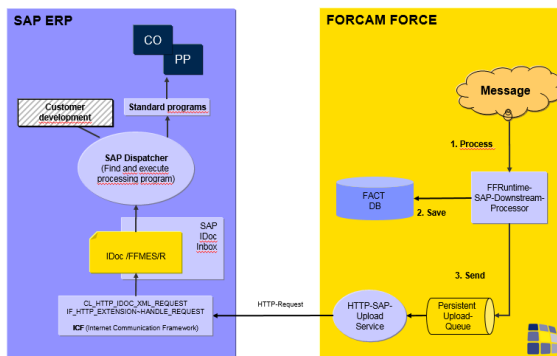 SAP ERP
CO
PP
Customer
development
Standard programs
SAP Dispatcher
(Find and execute
processing program)
SAP
IDoc
Inbox
IDoc /FFMES/R
CL_HTTP_IDOC_XML_REQUEST
IF_HTTP_EXTENSION~HANDLE_REQUEST
ICF (Internet Communication Framework)
HTTP-Request
FORCAM FORCE
Message
1. Process
FACT
DB
2. Save
FFRuntime-
SAP-Downstream-
Processor
3. Send
HTTP-SAP-
Upload
Service
Persistent
Upload-
Queue